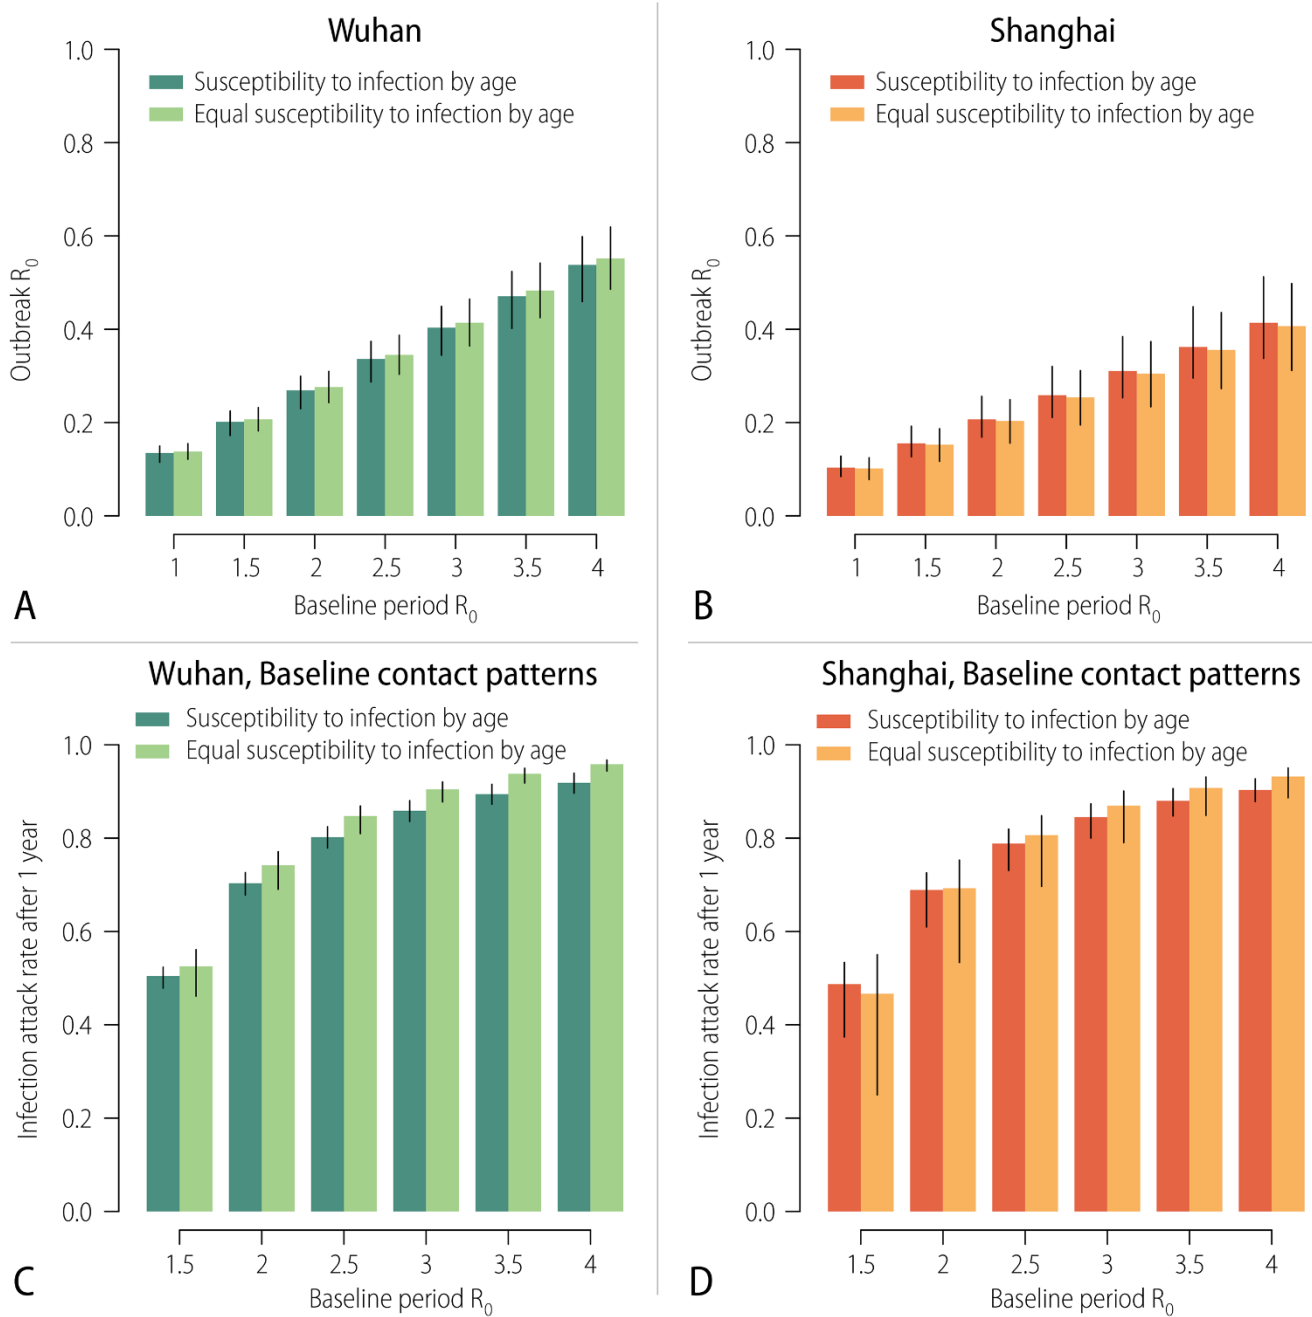 Wuhan
Susceptibility to infection by age
Equal susceptibility to infection by age
Outbreak R0
1.0
0.8
0.6
0.4
0.2
0.0
1 1.5 2 2.5 3 3.5 4
Baseline period R0
A
Shanghai
Susceptibility to infection by age
Equal susceptibility to infection by age
Outbreak R0
1.0
0.8
0.6
0.4
0.2
0.0
1 1.5 2 2.5 3 3.5 4
Baseline period R0
B
Wuhan, Baseline contact patterns
Susceptibility to infection by age
Equal susceptibility to infection by age
Infection attack rate after 1 year
1.0
0.8
0.6
0.4
0.2
0.0
1.5 2 2.5 3 3.5 4
Baseline period R0
C
Shanghai, Baseline contact patterns
Susceptibility to infection by age
Equal susceptibility to infection by age
Infection attack rate after 1 year
1.0
0.8
0.6
0.4
0.2
0.0
1.5 2 2.5 3 3.5 4
Baseline period R0
D